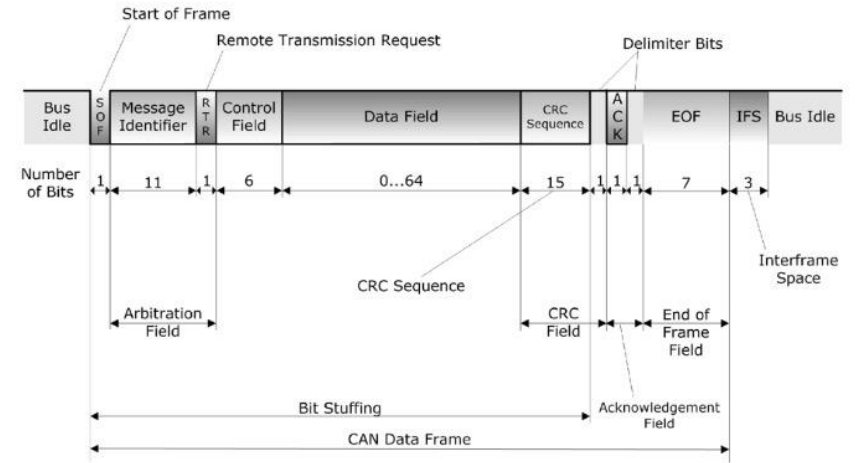 Start of Frame
Remote Transmission Request
Delimiter Bits
Bus
Idle
S
O
F
Message
Identifier
R
T
R
Control
Field
Data Field
CRC
Sequence
A
C
K
EOF
IFS
Bus Idle
Number
of Bits
1
11
1
6
0...64
15
1
1
1
7
3
Interframe
Space
CRC Sequence
Arbitration
Field
CRC
Field
End of
Frame
Field
Bit Stuffing
Acknowledgement
Field
CAN Data Frame